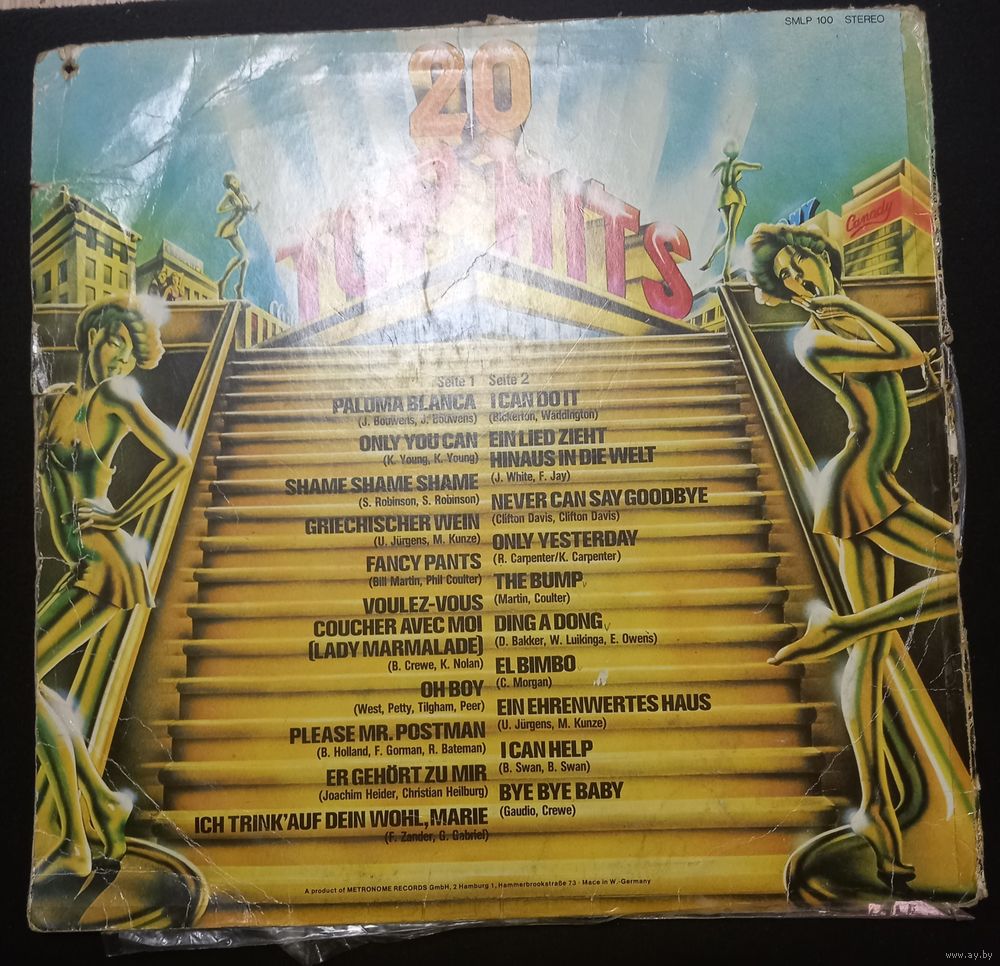 SMLP 100 STEREO
20
TOP HITS
Canady
Seite 1
PALOMA BLANCA
(J. Bouwens, J. Bouwens)
ONLY YOU CAN
(K. Young, K. Young)
SHAME SHAME SHAME
(S. Robinson, S. Robinson)
GRIECHISCHER WEIN
(U. Jürgens, M. Kunze)
FANCY PANTS
(Bill Martin, Phil Coulter)
VOULEZ-VOUS
COUCHER AVEC MOI
(LADY MARMALADE)
(B. Crewe, K. Nolan)
OH BOY
(West, Petty, Tilgham, Peer)
PLEASE MR. POSTMAN
(B. Holland, F. Gorman, R. Bateman)
ER GEHÖRT ZU MIR
(Joachim Heider, Christian Heilburg)
ICH TRINK' AUF DEIN WOHL, MARIE
(F. Zander, G. Gabriel)
Seite 2
I CAN DO IT
(Bickerton, Waddington)
EIN LIED ZIEHT
HINAUS IN DIE WELT
(J. White, F. Jay)
NEVER CAN SAY GOODBYE
(Clifton Davis, Clifton Davis)
ONLY YESTERDAY
(R. Carpenter/K. Carpenter)
THE BUMP
(Martin, Coulter)
DING A DONG
(D. Bakker, W. Luikinga, E. Owens)
EL BIMBO
(C. Morgan)
EIN EHRENWERTES HAUS
(U. Jürgens, M. Kunze)
I CAN HELP
(B. Swan, B. Swan)
BYE BYE BABY
(Gaudio, Crewe)
A product of METRONOME RECORDS GmbH, 2 Hamburg 1, Hammerbrookstraße 73 · Made in W.-Germany
www.ay.by